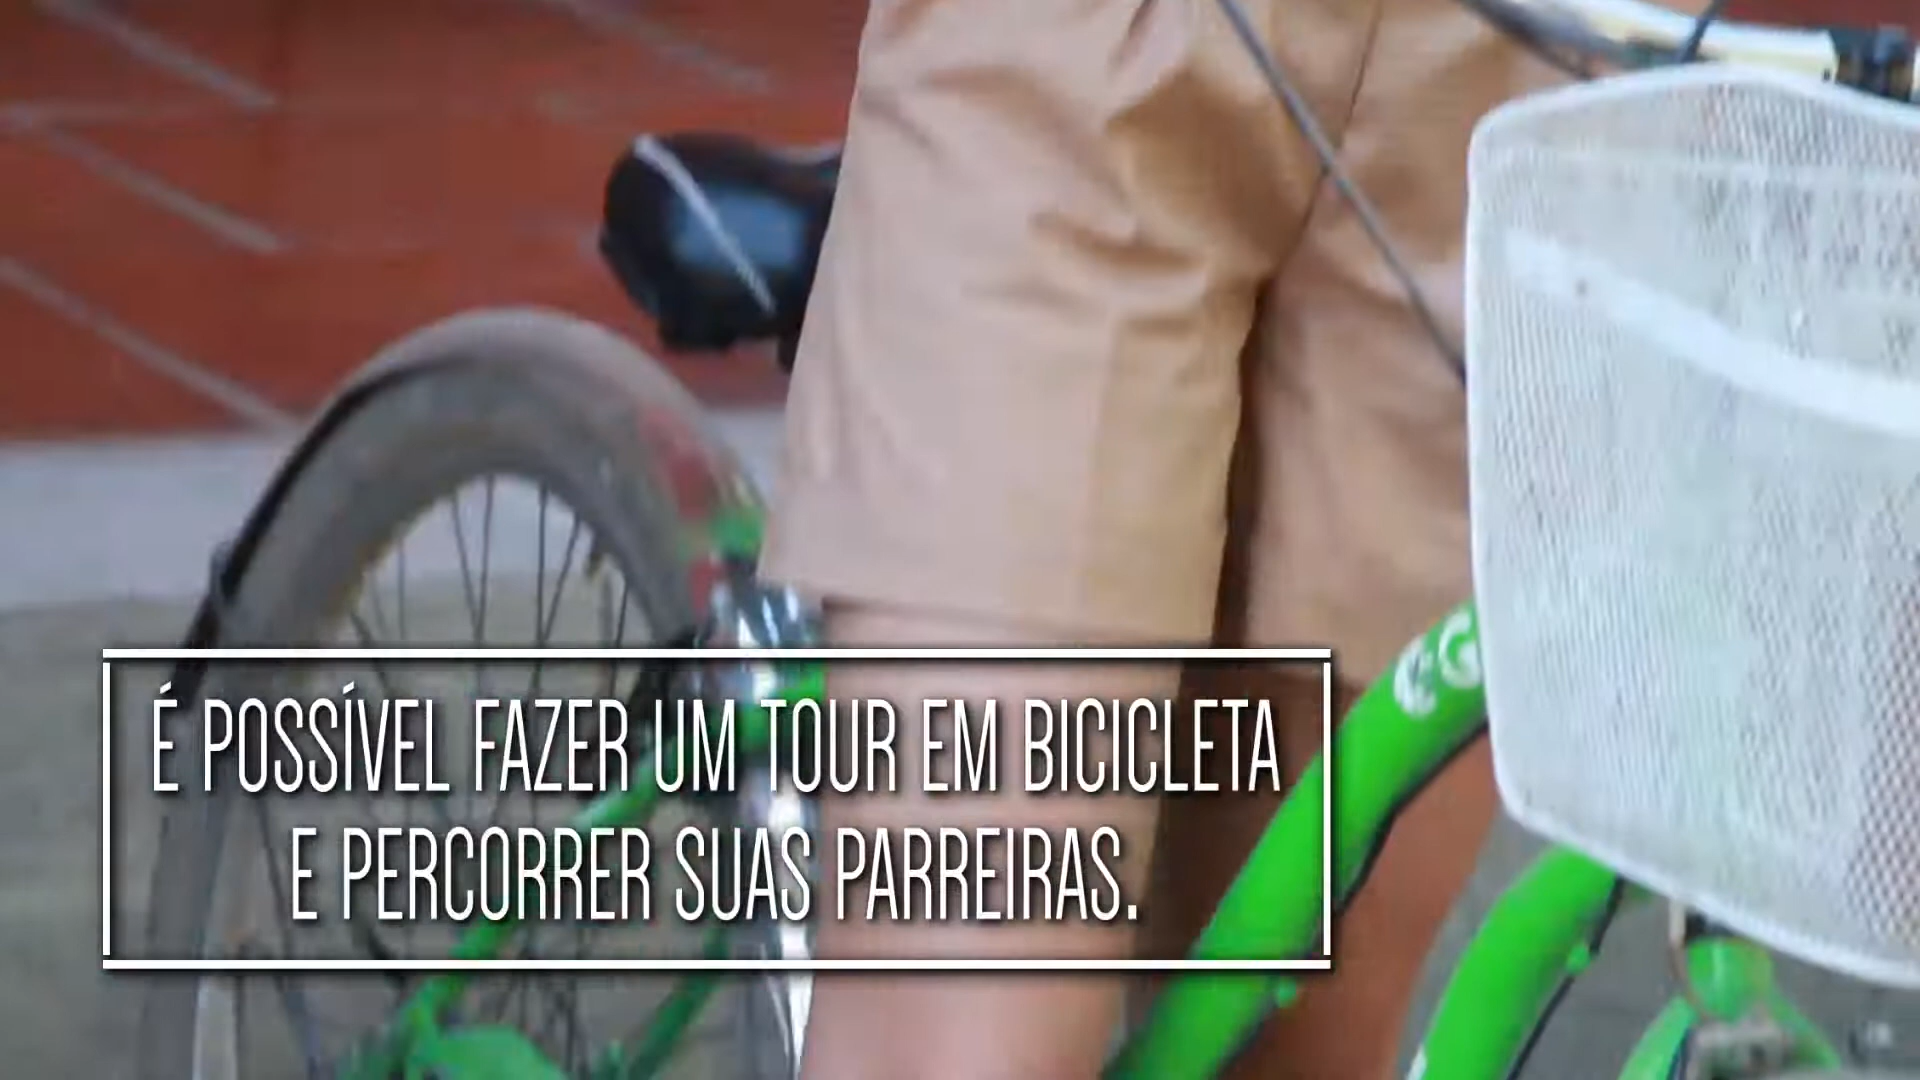 É POSSÍVEL FAZER UM TOUR EM BICICLETA
E PERCORRER SUAS PARREIRAS.